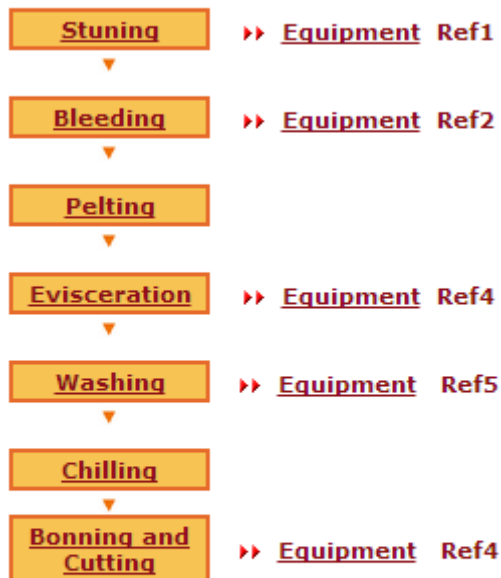 Stuning Equipment Ref1
Bleeding Equipment Ref2
Pelting
Evisceration Equipment Ref4
Washing Equipment Ref5
Chilling
Bonning and
Cutting Equipment Ref4